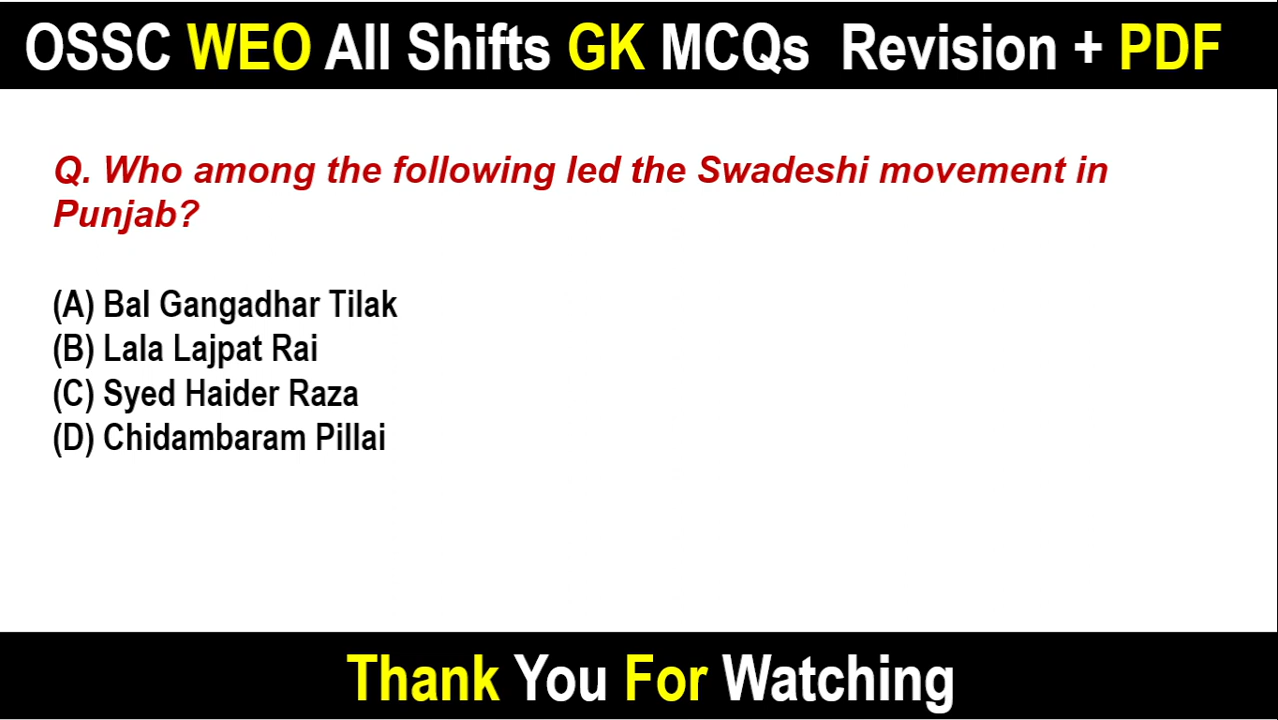 OSSC WEO All Shifts GK MCQs Revision + PDF
Q. Who among the following led the Swadeshi movement in
Punjab?
(A) Bal Gangadhar Tilak
(B) Lala Lajpat Rai
(C) Syed Haider Raza
(D) Chidambaram Pillai
Thank You For Watching